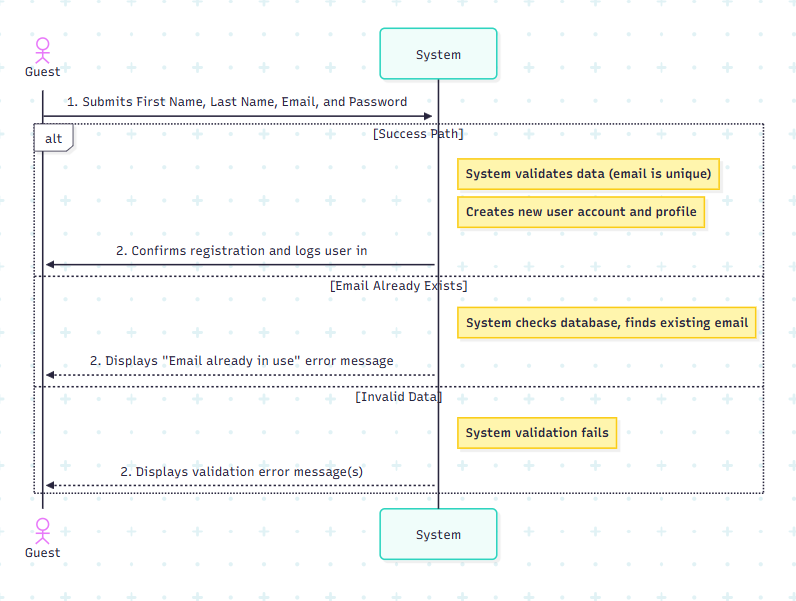 System
Guest
1. Submits First Name, Last Name, Email, and Password
alt
[Success Path]
System validates data (email is unique)
Creates new user account and profile
2. Confirms registration and logs user in
[Email Already Exists]
System checks database, finds existing email
2. Displays "Email already in use" error message
[Invalid Data]
System validation fails
2. Displays validation error message(s)
System
Guest